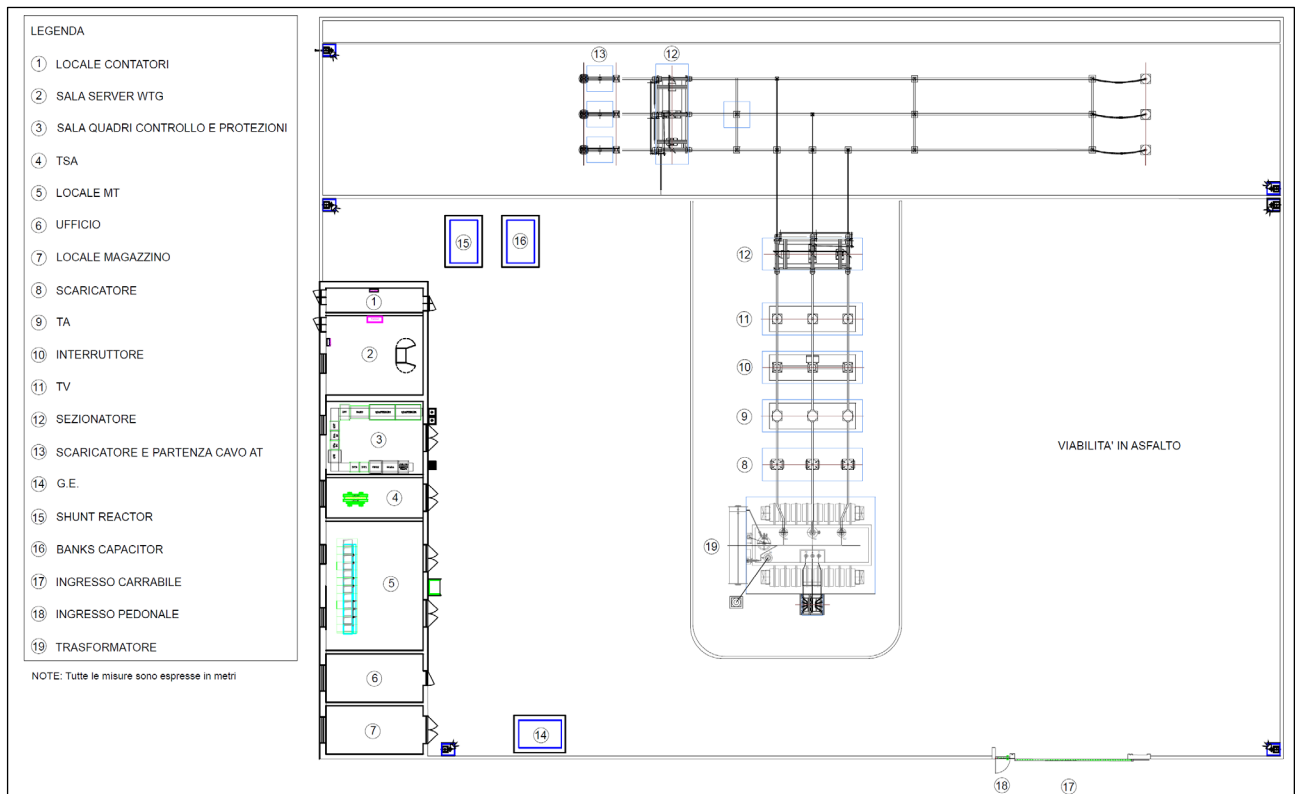 LEGENDA
1 LOCALE CONTATORI
2 SALA SERVER WTG
3 SALA QUADRI CONTROLLO E PROTEZIONI
4 TSA
5 LOCALE MT
6 UFFICIO
7 LOCALE MAGAZZINO
8 SCARICATORE
9 TA
10 INTERRUTTORE
11 TV
12 SEZIONATORE
13 SCARICATORE E PARTENZA CAVO AT
14 G.E.
15 SHUNT REACTOR
16 BANKS CAPACITOR
17 INGRESSO CARRABILE
18 INGRESSO PEDONALE
19 TRASFORMATORE
NOTE: Tutte le misure sono espresse in metri
13
12
15
16
12
1
11
2
10
9
3
VIABILITA' IN ASFALTO
8
4
19
5
6
7
14
18
17